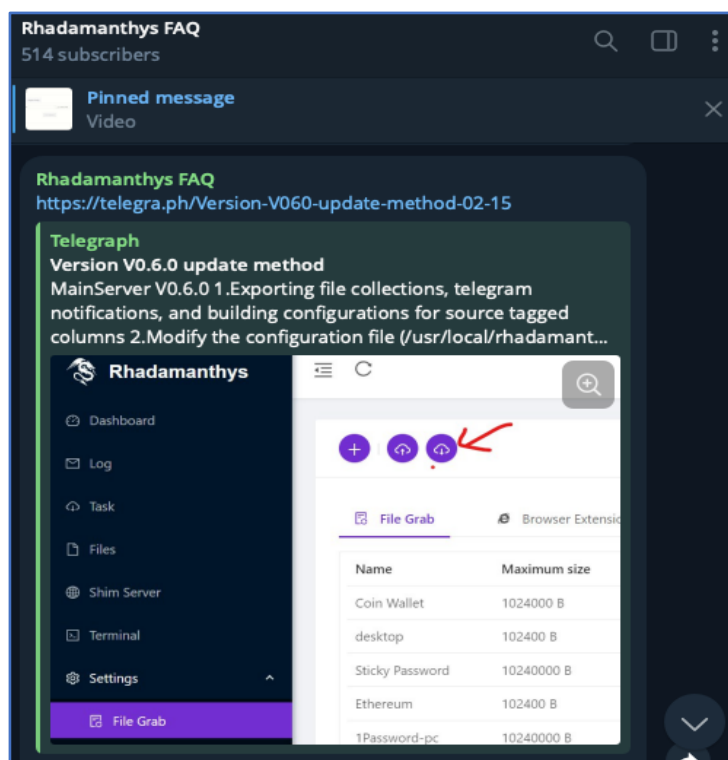 Rhadamanthys FAQ
514 subscribers
Pinned message
Video
Rhadamanthys FAQ
https://telegra.ph/Version-V060-update-method-02-15
Telegraph
Version V0.6.0 update method
MainServer V0.6.0 1.Exporting file collections, telegram
notifications, and building configurations for source tagged
columns 2.Modify the configuration file (/usr/local/rhadamant...
Rhadamanthys
Dashboard
Log
Task
Files
Shim Server
Terminal
Settings
File Grab
File Grab
Browser Extensic
Name
Maximum size
Coin Wallet
1024000 B
desktop
102400 B
Sticky Password
10240000 B
Ethereum
102400 B
1Password-pc
10240000 B